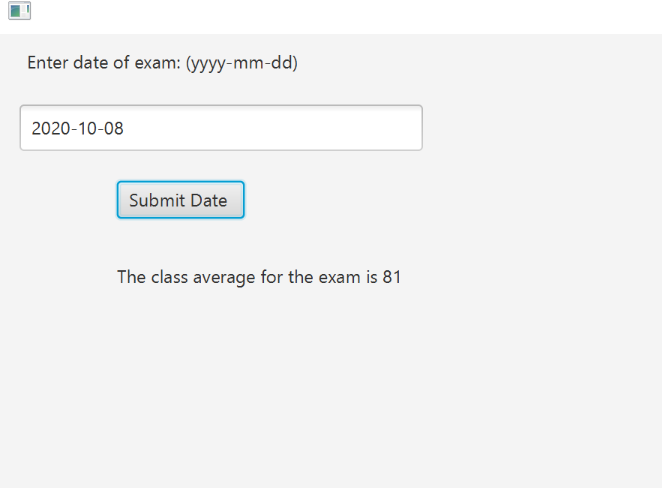 Enter date of exam: (yyyy-mm-dd)
2020-10-08
Submit Date
The class average for the exam is 81